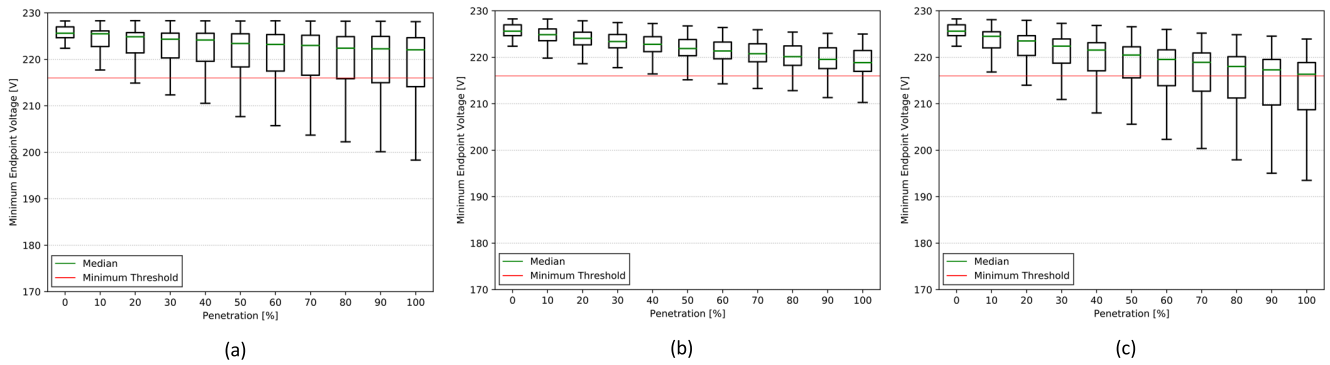 230
220
210
200
190
180
170
Minimum Endpoint Voltage [V]
Median
Minimum Threshold
0 10 20 30 40 50 60 70 80 90 100
Penetration [%]
(a)
230
220
210
200
190
180
170
Minimum Endpoint Voltage [V]
Median
Minimum Threshold
0 10 20 30 40 50 60 70 80 90 100
Penetration [%]
(b)
230
220
210
200
190
180
170
Minimum Endpoint Voltage [V]
Median
Minimum Threshold
0 10 20 30 40 50 60 70 80 90 100
Penetration [%]
(c)